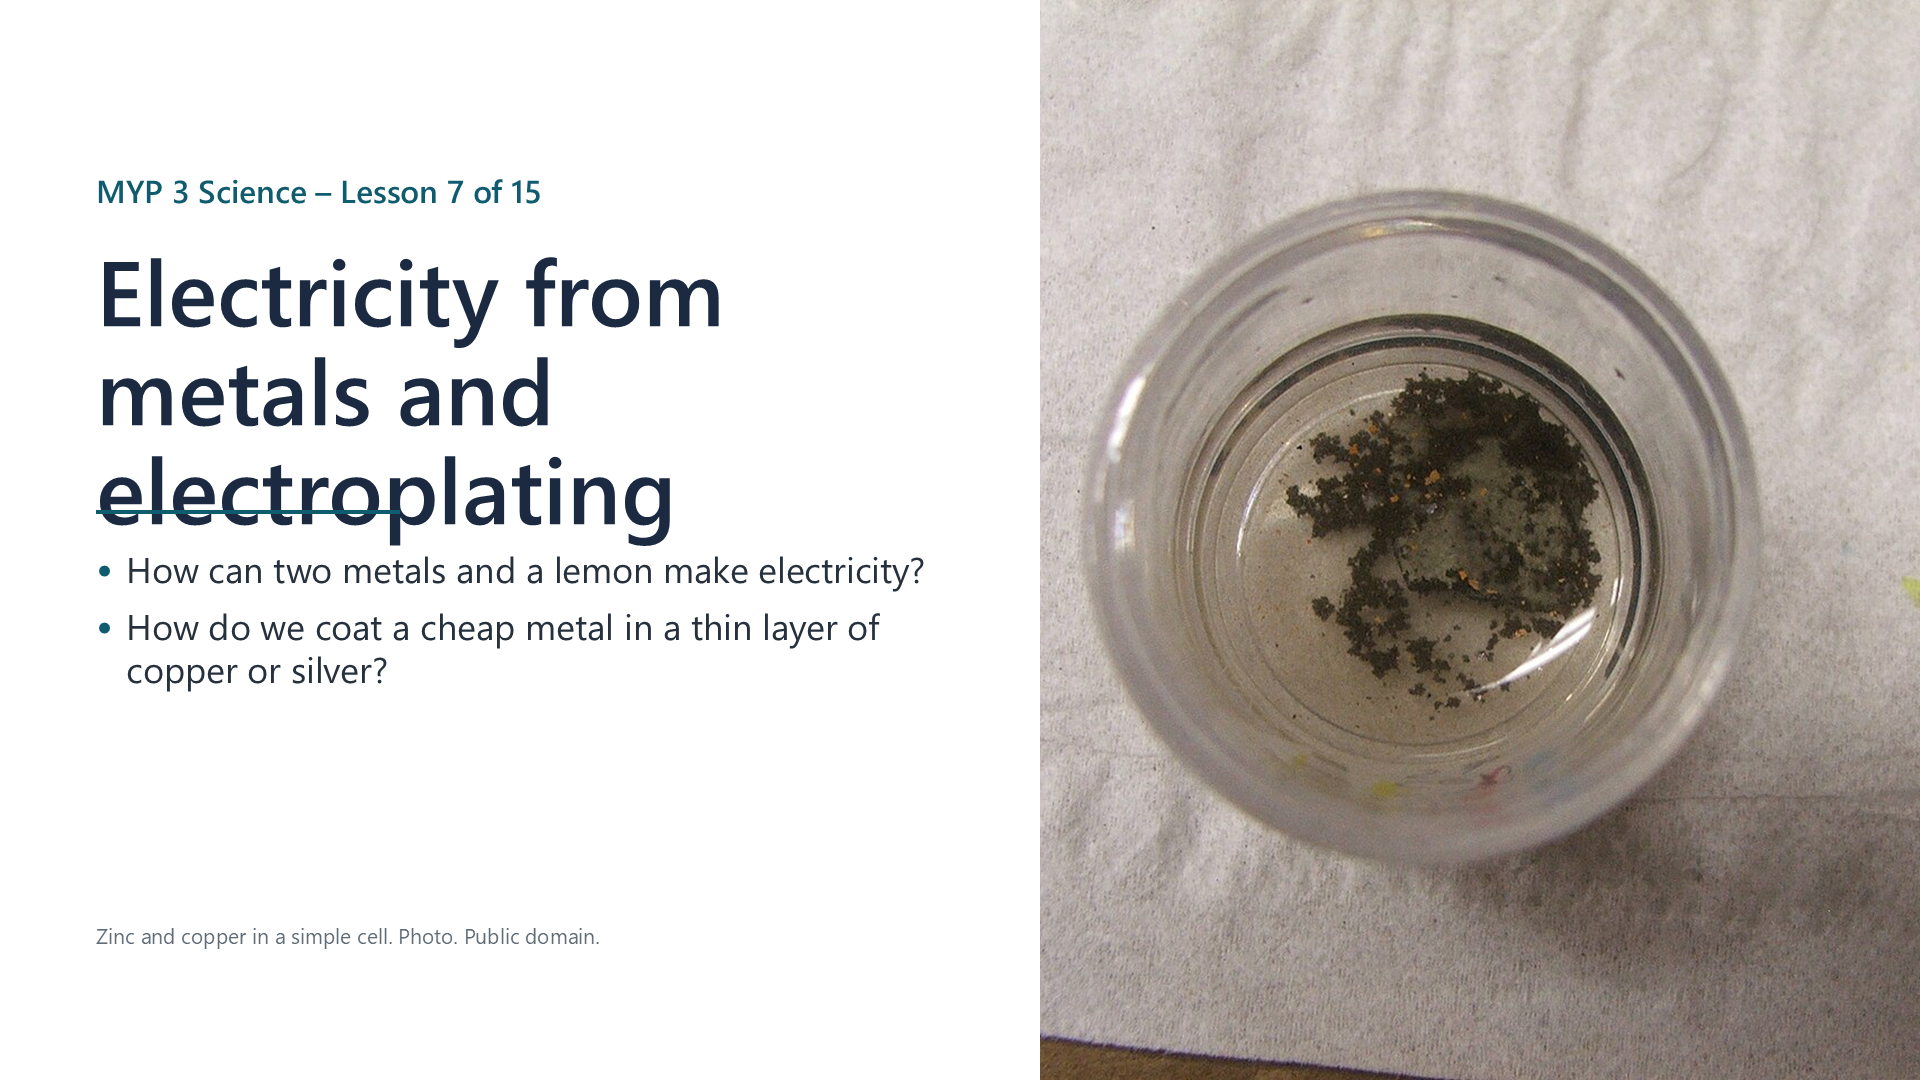 MYP 3 Science – Lesson 7 of 15
Electricity from
metals and
electroplating
• How can two metals and a lemon make electricity?
• How do we coat a cheap metal in a thin layer of
copper or silver?
Zinc and copper in a simple cell. Photo. Public domain.